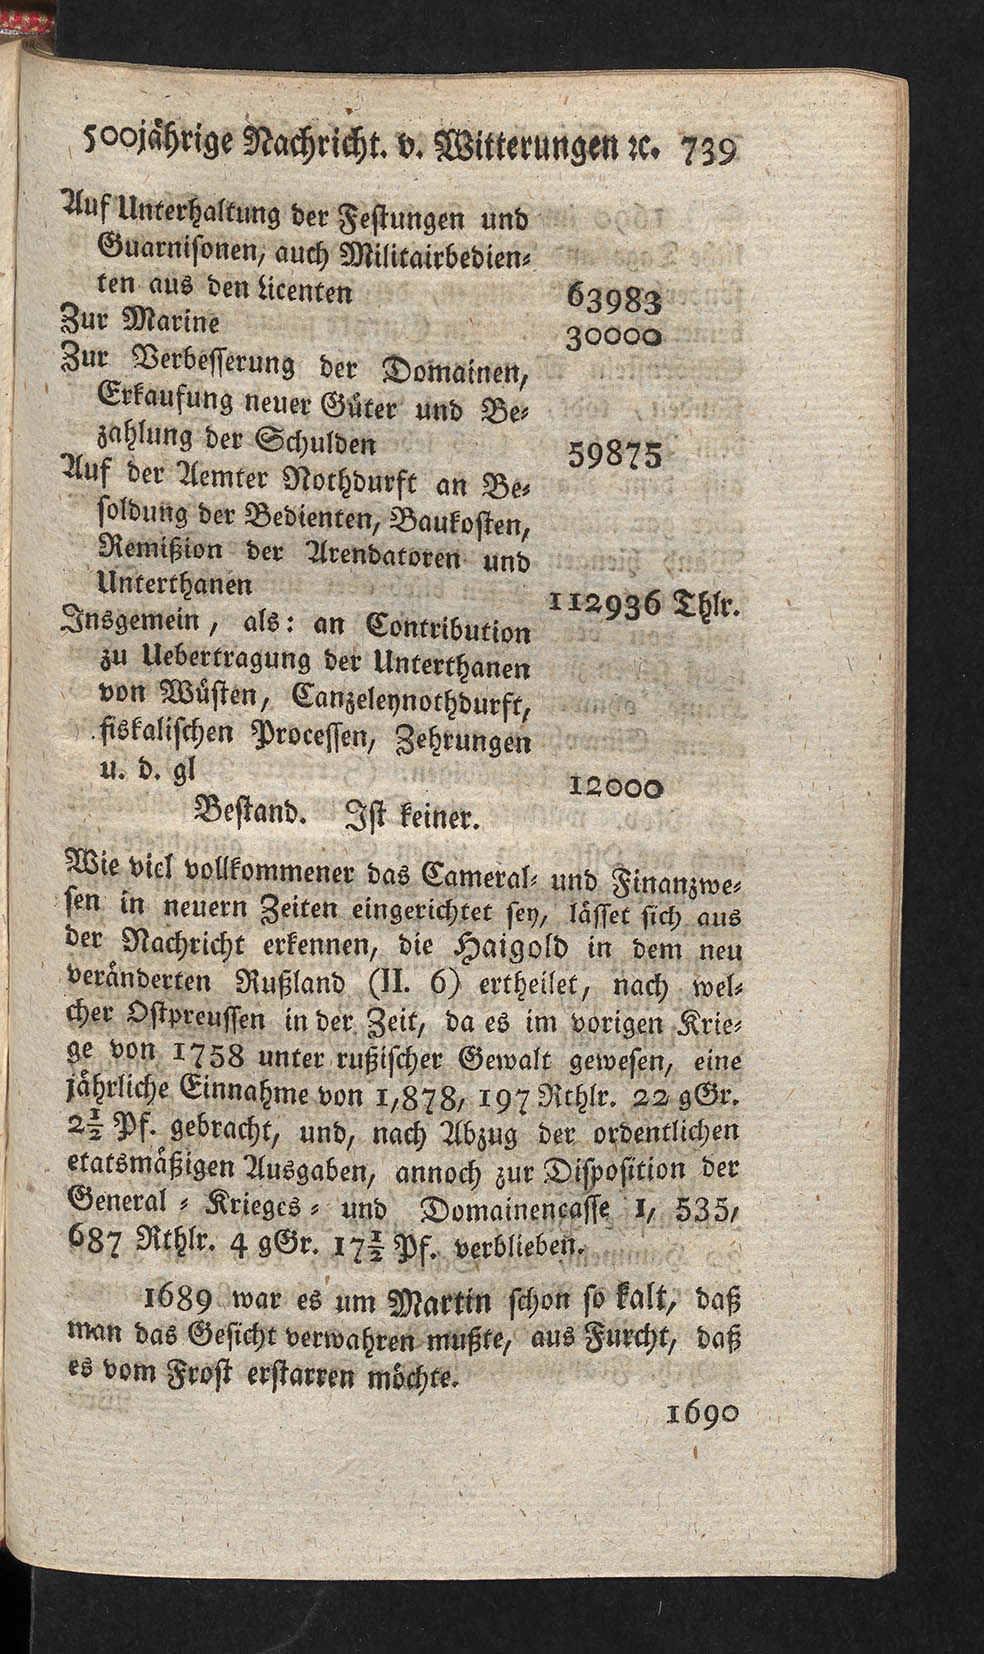 500jährige Nachricht. v. Witterungen ꝛc. 739
Auf Unterhaltung der Festungen und
Guarnisonen, auch Militairbedien⸗
ten aus den Licenten 63983
Zur Marine 30000
Zur Verbesserung der Domainen,
Erkaufung neuer Güter und Be⸗
zahlung der Schulden 59875
Auf der Aemter Nothdurft an Be⸗
soldung der Bedienten, Baukosten,
Remißion der Arendatoren und
Unterthanen 112936 Thlr.
Insgemein, als: an Contribution
zu Uebertragung der Unterthanen
von Wüsten, Canzeleynothdurft,
fiskalischen Processen, Zehrungen
u. d. gl 12000
Bestand. Ist keiner.
Wie viel vollkommener das Cameral⸗ und Finanzwe⸗
sen in neuern Zeiten eingerichtet sey, lässet sich aus
der Nachricht erkennen, die Haigold in dem neu
veränderten Rußland (II. 6) ertheilet, nach wel⸗
cher Ostpreussen in der Zeit, da es im vorigen Krie⸗
ge von 1758 unter rußischer Gewalt gewesen, eine
jährliche Einnahme von 1,878, 197 Rthlr. 22 gGr.
2½ Pf. gebracht, und, nach Abzug der ordentlichen
etatsmäßigen Ausgaben, annoch zur Disposition der
General ⸗ Krieges ⸗ und Domainencasse 1, 535,
687 Rthlr. 4 gGr. 17½ Pf. verblieben.
1689 war es um Martin schon so kalt, daß
man das Gesicht verwahren mußte, aus Furcht, daß
es vom Frost erstarren möchte.
1690